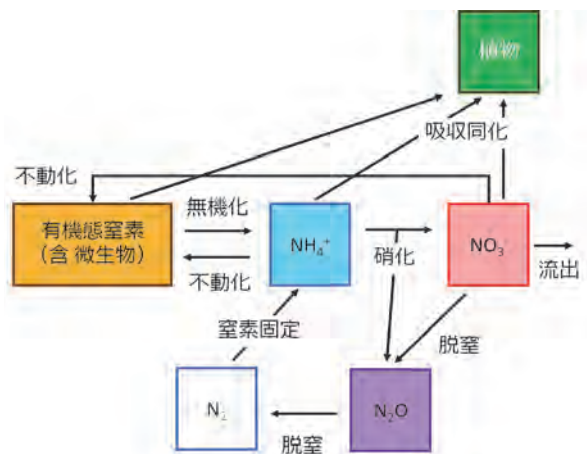 植物
吸収同化
不動化
無機化
有機態窒素
(含 微生物)
NH₄⁺
硝化
NO₃
流出
不動化
窒素固定
脱窒
N₂
N₂O
脱窒